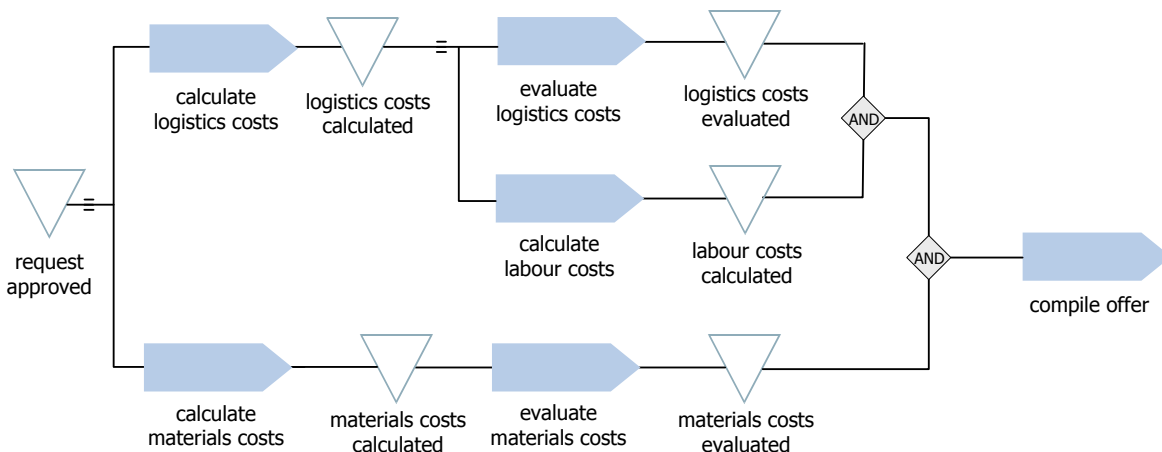 calculate
logistics costs
logistics costs
calculated
evaluate
logistics costs
logistics costs
evaluated
AND
request
approved
calculate
labour costs
labour costs
calculated
AND
compile offer
calculate
materials costs
materials costs
calculated
evaluate
materials costs
materials costs
evaluated